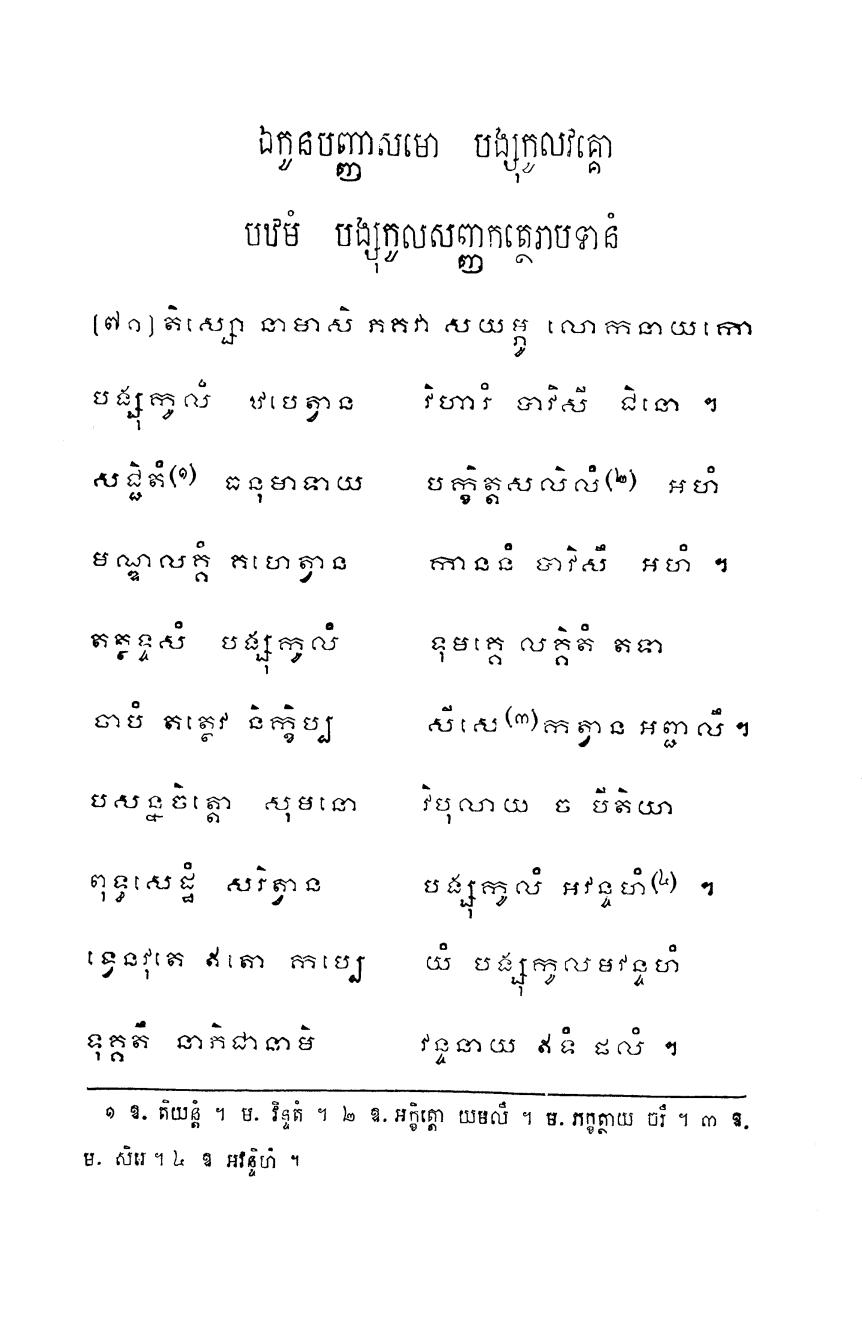 ឯកូនបញ្ញាសមោ បង្សុកូលវគ្គោ
បឋមំ បង្សុកូលសញ្ញកត្ថេរាបទានំ
[៧១] តិស្សោ នាមាសិ ភគវា សយម្ភូ លោកនាយកោ
បង្សុកូលំ ឋបេត្វាន វិហារំ បាវិសី ជិនោ ។
សជ្ជិតំ(១) ធនុមាទាយ បក្ខិត្តសលិលំ(២) អហំ
មណ្ឌលគ្គំ គហេត្វាន កាននំ បាវិសឹ អហំ ។
តត្ថទ្ទសំ បង្សុកូលំ ទុមគ្គេ លគ្គិតំ តទា
ចាបំ តត្ថេវ និក្ខិប្ប សីសេ(៣)កត្វាន អញ្ជលឹ ។
បសន្នចិត្តោ សុមនោ វិបុលាយ ច បីតិយា
ពុទ្ធសេដ្ឋំ សរិត្វាន បង្សុកូលំ អវន្ទហំ(៤) ។
ទ្វេនវុតេ ឥតោ កប្បេ យំ បង្សុកូលមវន្ទហំ
ទុគ្គតឹ នាភិជានាមិ វន្ទនាយ ឥទំ ផលំ ។
១ ឱ. តិយន្តំ ។ ម. វិន្ទតំ ។ ២ ឱ. អក្ខិត្តោ យមលឹ ។ ម. ភក្ខត្ថាយ ចរឹ ។ ៣ ឱ.
ម. សិរេ ។ ៤ ឱ អវន្ទិហំ ។